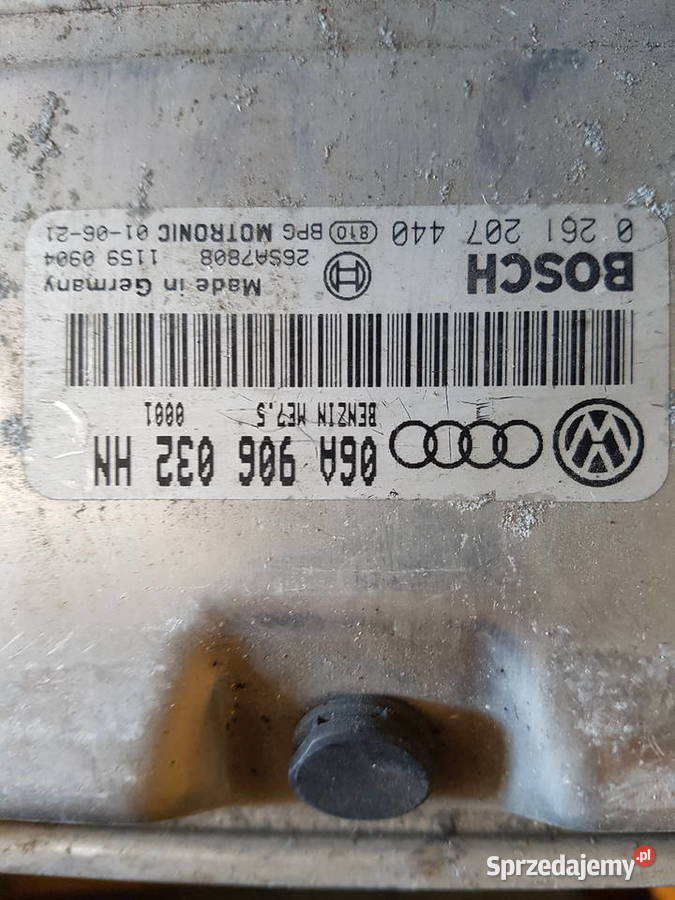 06A 906 032 HN
BENZIN ME7.5 0001
BOSCH
Made in Germany
26SA7808 1159 0904
0 261 207 440 810 BPG MOTRONIC 01-06-21
Sprzedajemy.pl